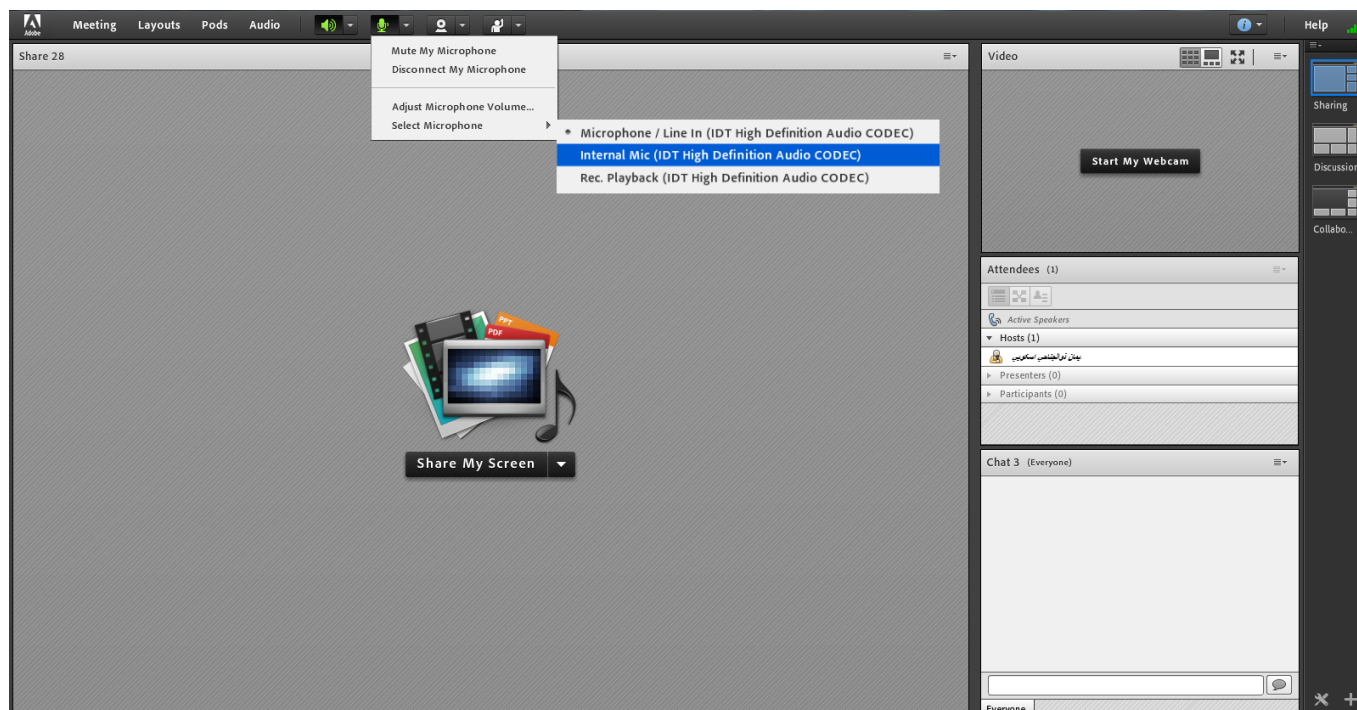 Adobe
Meeting
Layouts
Pods
Audio
Help
Share 28
Mute My Microphone
Disconnect My Microphone
Adjust Microphone Volume...
Select Microphone
Microphone / Line In (IDT High Definition Audio CODEC)
Internal Mic (IDT High Definition Audio CODEC)
Rec. Playback (IDT High Definition Audio CODEC)
PPT
PDF
Share My Screen
Video
Start My Webcam
Attendees (1)
Active Speakers
Hosts (1)
Presenters (0)
Participants (0)
Chat 3 (Everyone)
Everyone
Sharing
Discussion
Collabo...